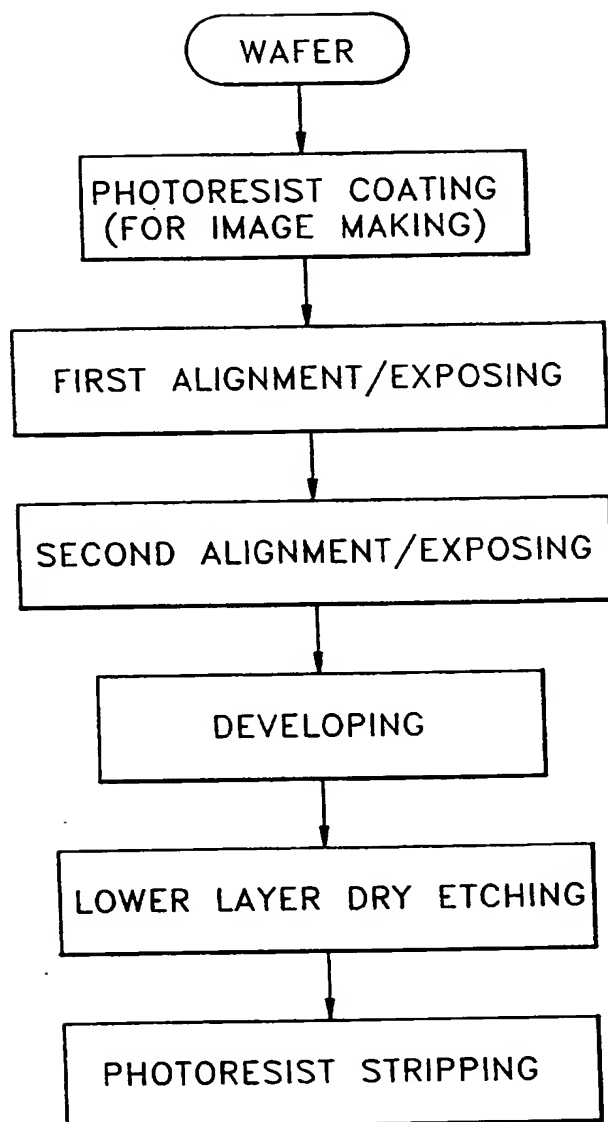 WAFER
PHOTORESIST COATING
(FOR IMAGE MAKING)
FIRST ALIGNMENT/EXPOSING
SECOND ALIGNMENT/EXPOSING
DEVELOPING
LOWER LAYER DRY ETCHING
PHOTORESIST STRIPPING